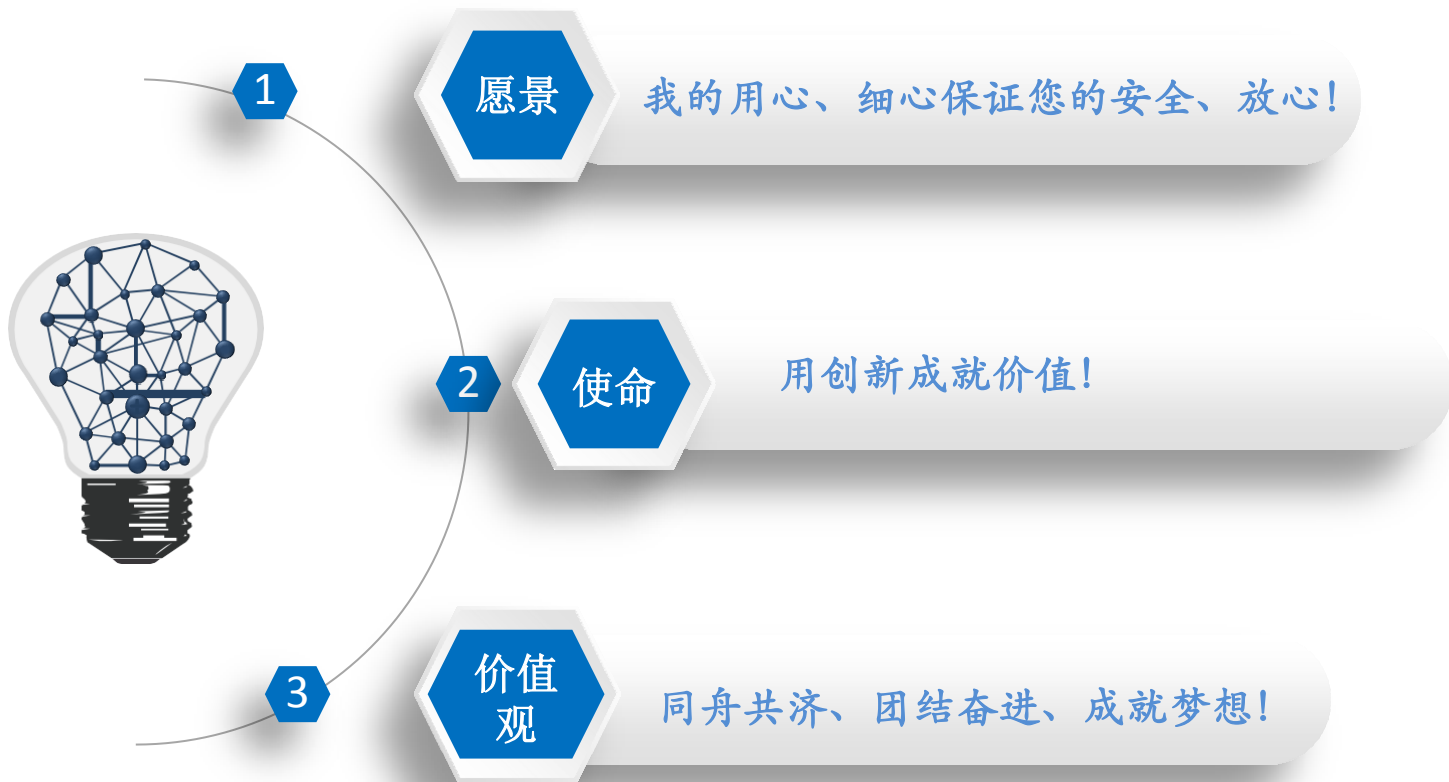 1
愿景
我的用心、细心保证您的安全、放心!
2
使命
用创新成就价值!
3
价值
观
同舟共济、团结奋进、成就梦想!